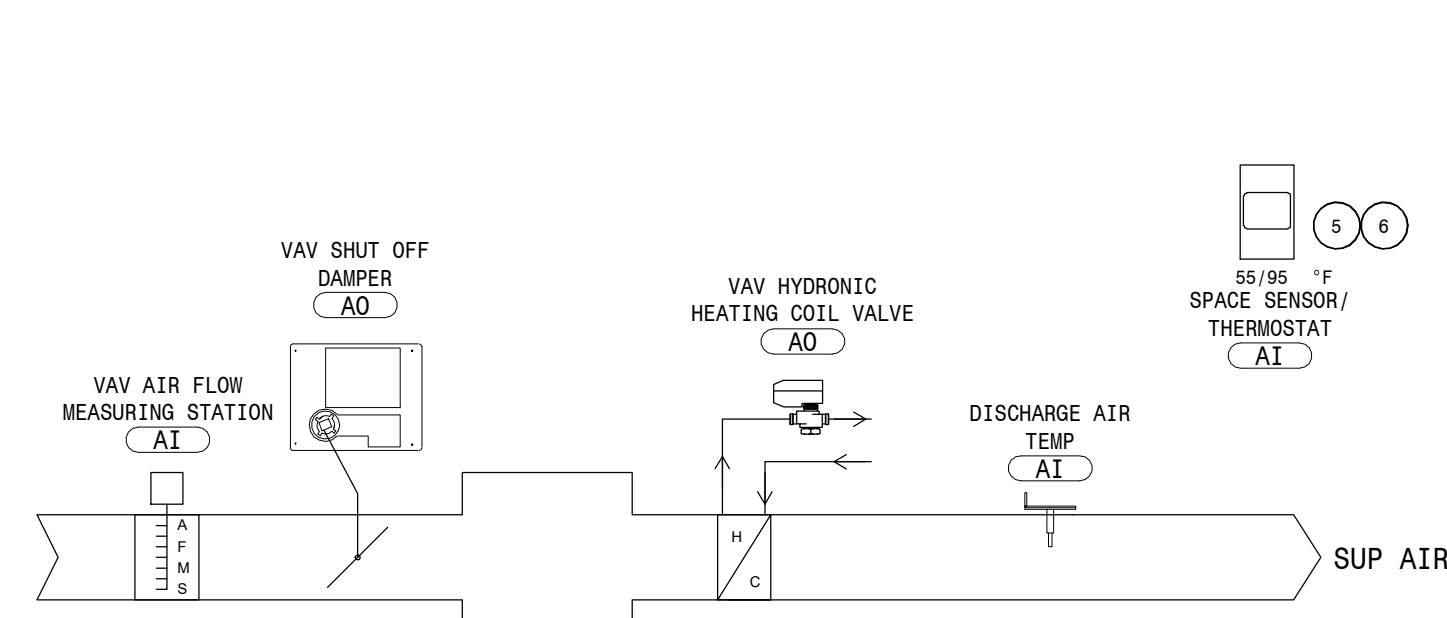 5 6
55/95 °F
SPACE SENSOR/
THERMOSTAT
AI
VAV SHUT OFF
DAMPER
AO
VAV HYDRONIC
HEATING COIL VALVE
AO
VAV AIR FLOW
MEASURING STATION
AI
DISCHARGE AIR
TEMP
AI
A
F
M
S
H
C
SUP AIR